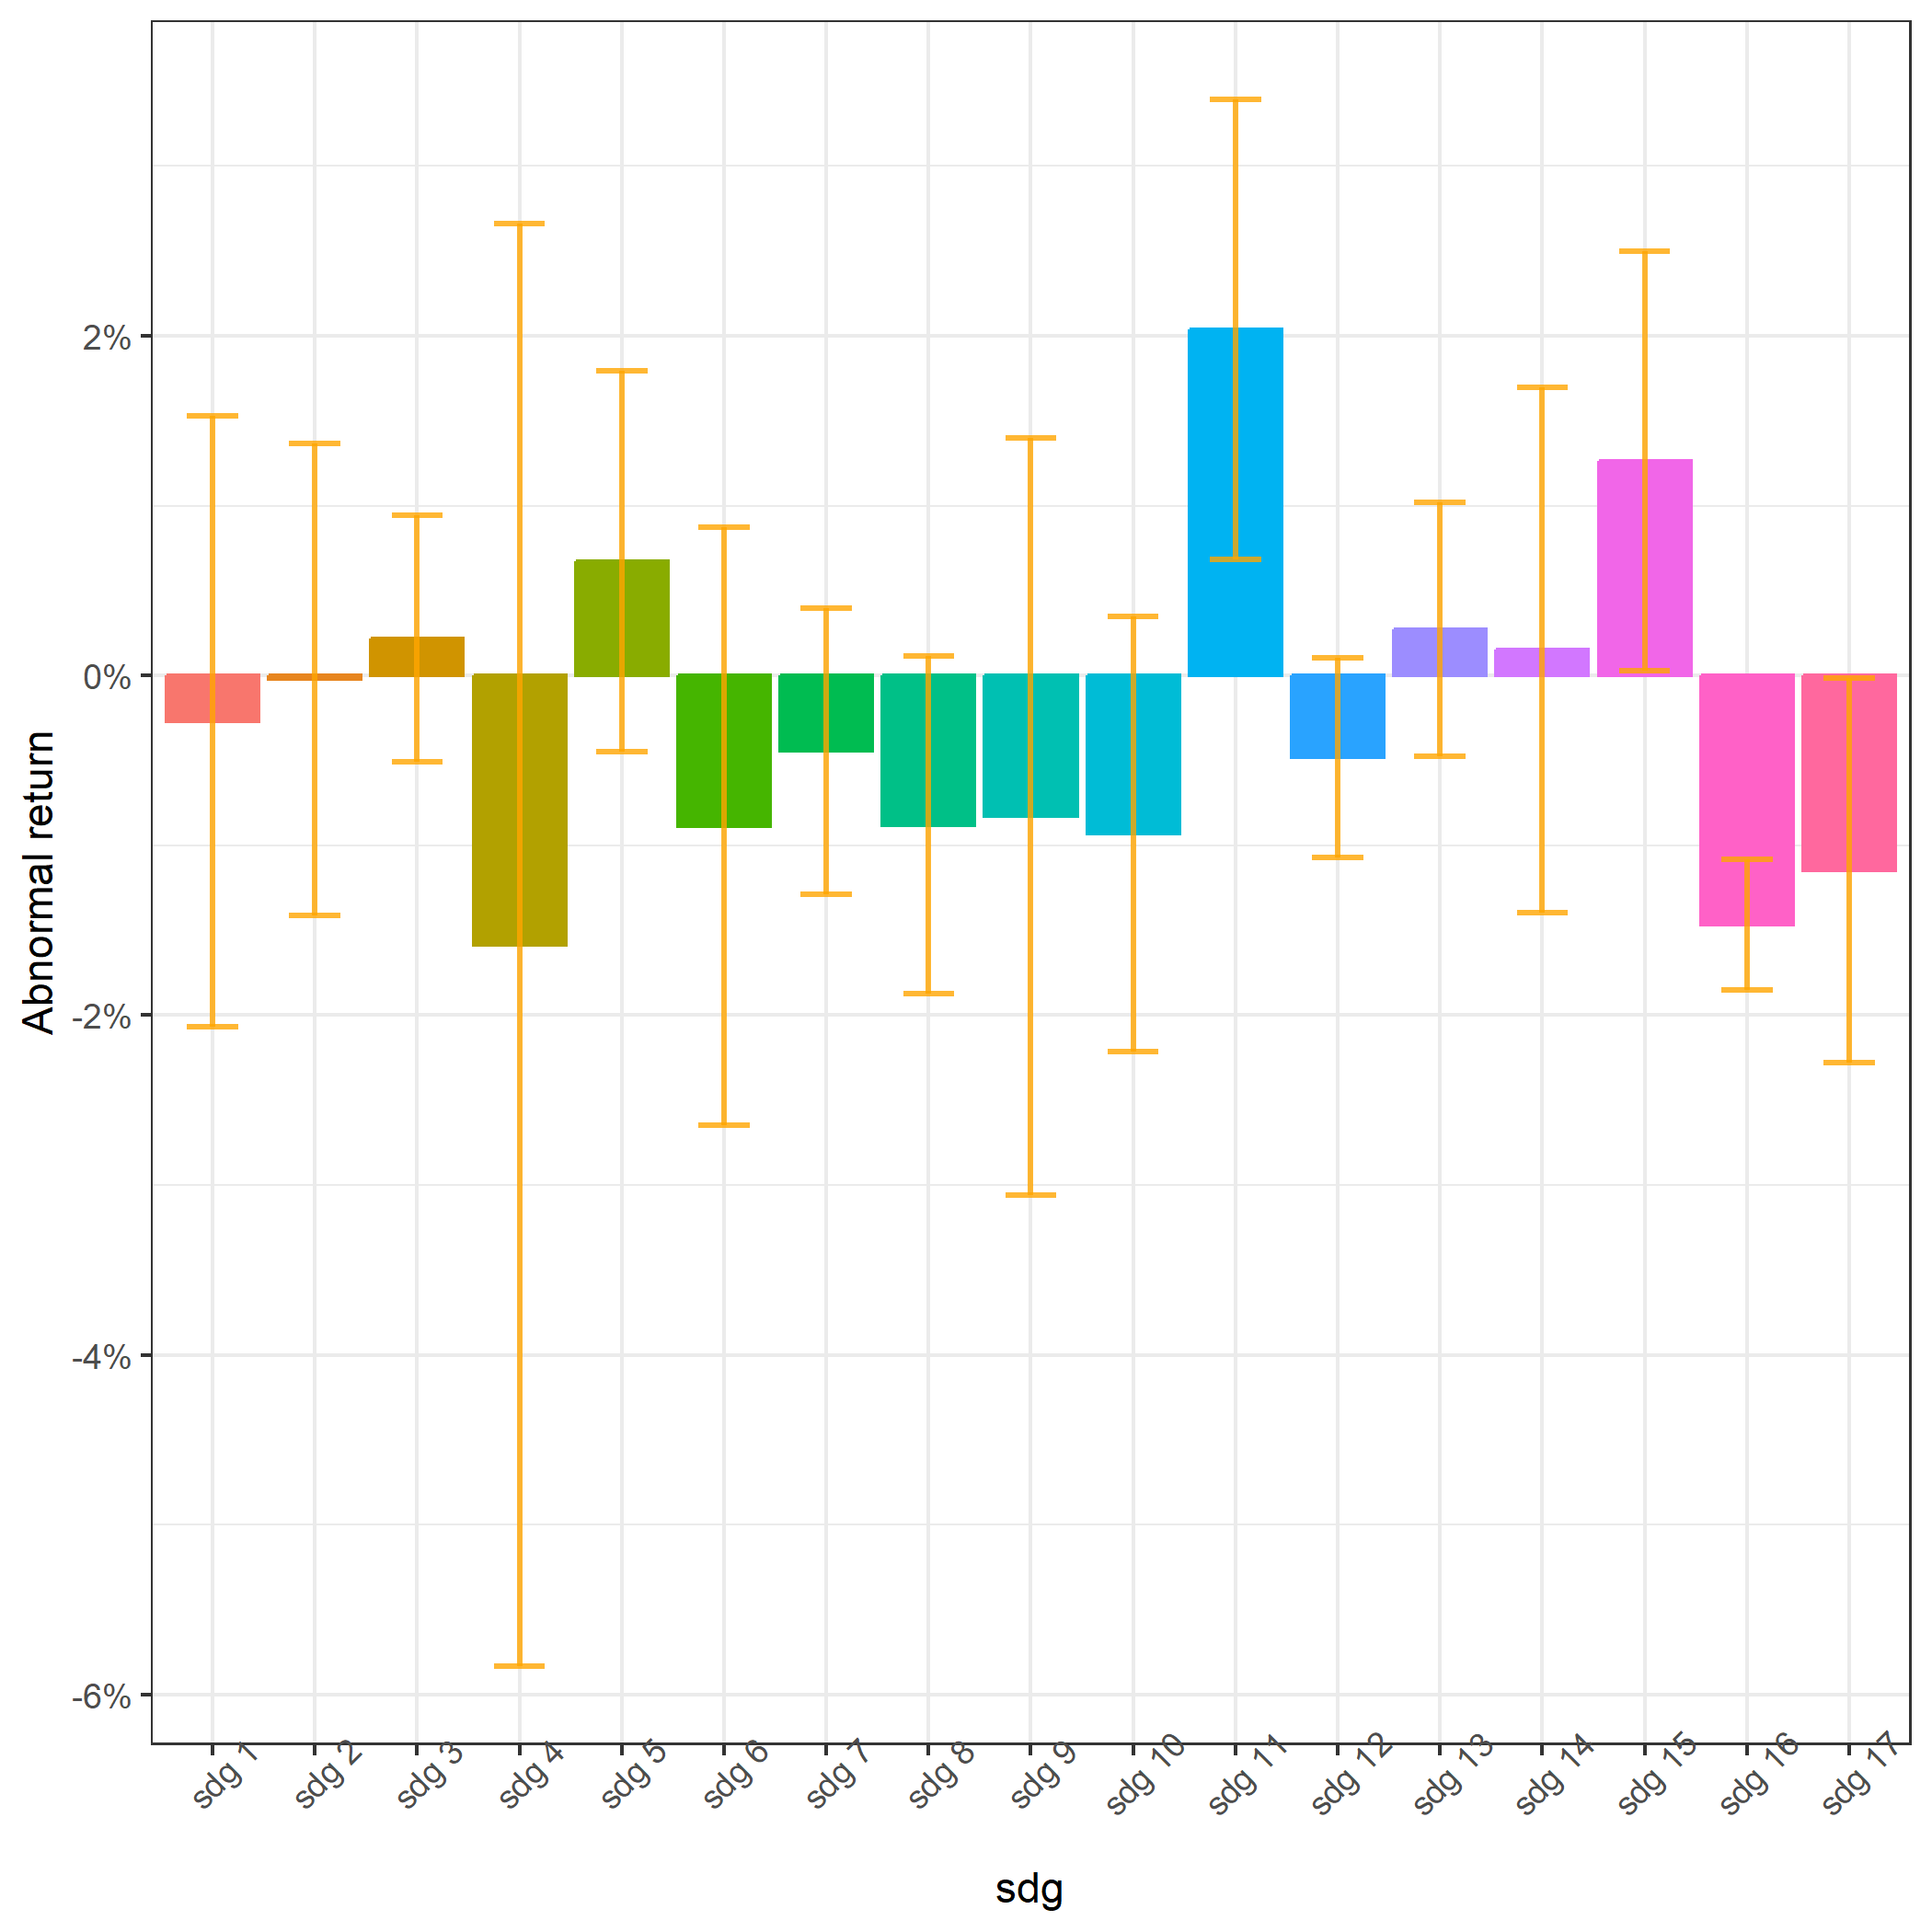 Abnormal return
2%
0%
-2%
-4%
-6%
sdg 1
sdg 2
sdg 3
sdg 4
sdg 5
sdg 6
sdg 7
sdg 8
sdg 9
sdg 10
sdg 11
sdg 12
sdg 13
sdg 14
sdg 15
sdg 16
sdg 17
sdg